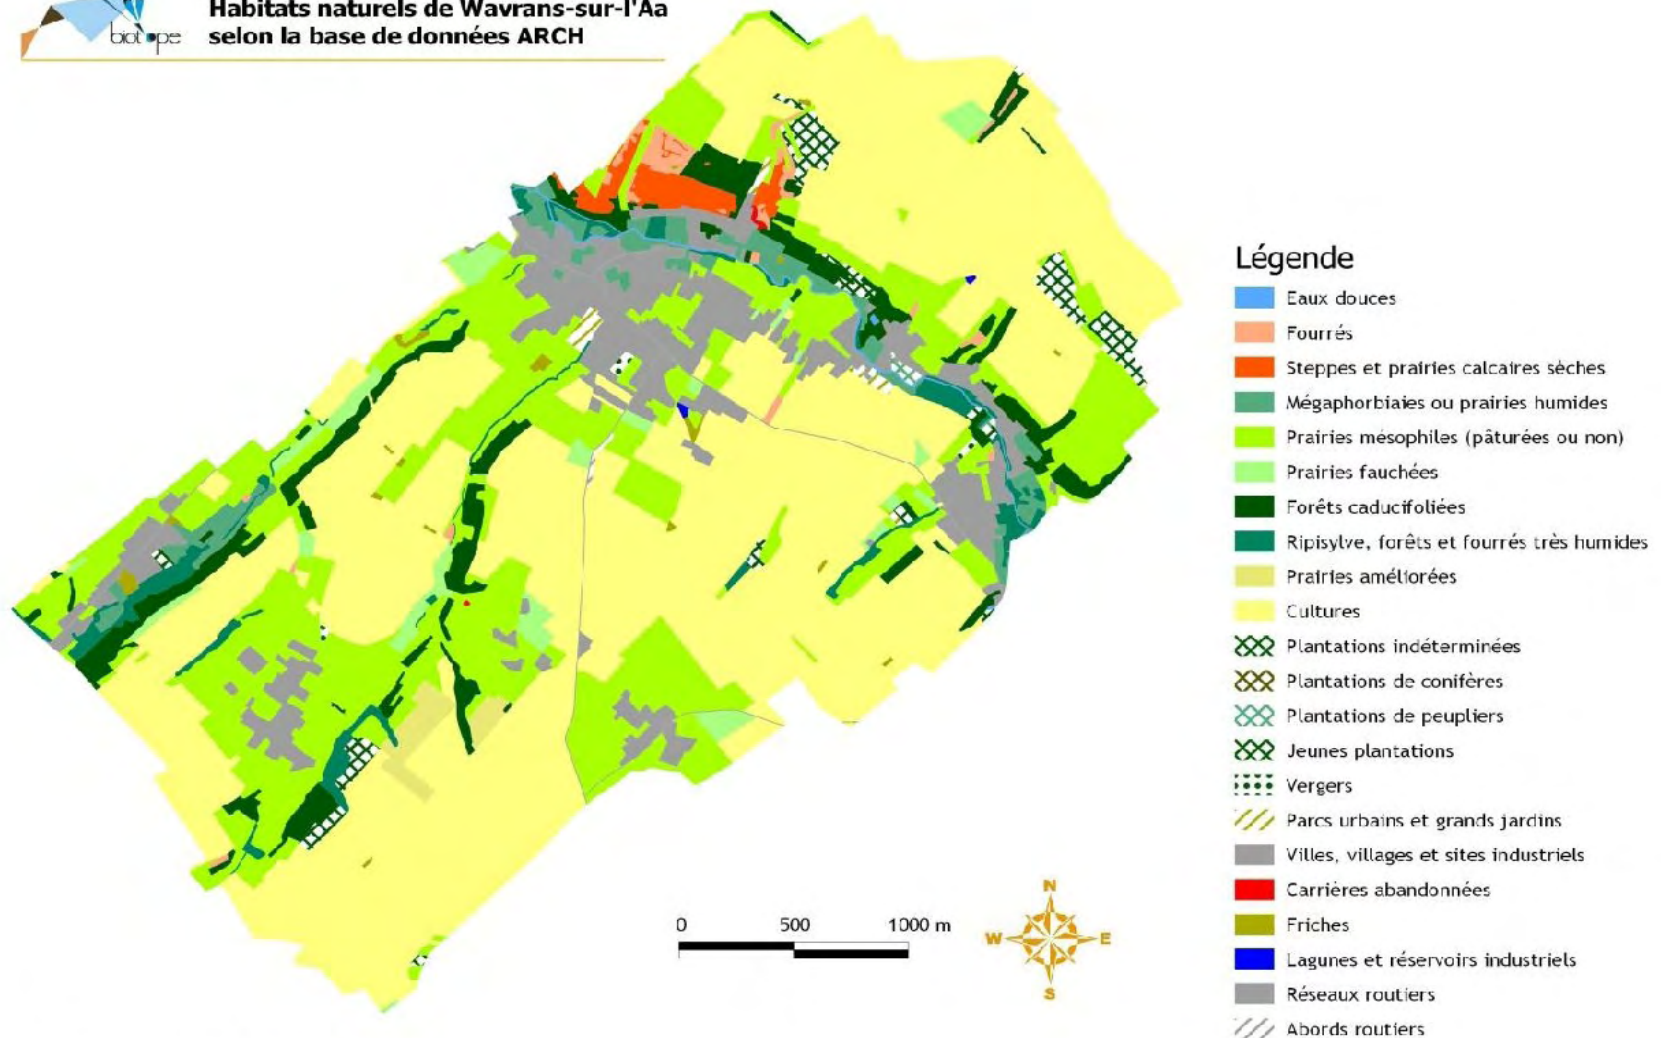 Habitats naturels de Wavrans-sur-l'Aa
biotope
selon la base de données ARCH
Légende
Eaux douces
Fourrés
Steppes et prairies calcaires sèches
Mégaphorbiaies ou prairies humides
Prairies mésophiles (pâturées ou non)
Prairies fauchées
Forêts caducifoliées
Ripisylve, forêts et fourrés très humides
Prairies améliorées
Cultures
Plantations indéterminées
Plantations de conifères
Plantations de peupliers
Jeunes plantations
Vergers
Parcs urbains et grands jardins
Villes, villages et sites industriels
Carrières abandonnées
Friches
Lagunes et réservoirs industriels
Réseaux routiers
Abords routiers
0 500 1000 m
N
W E
S